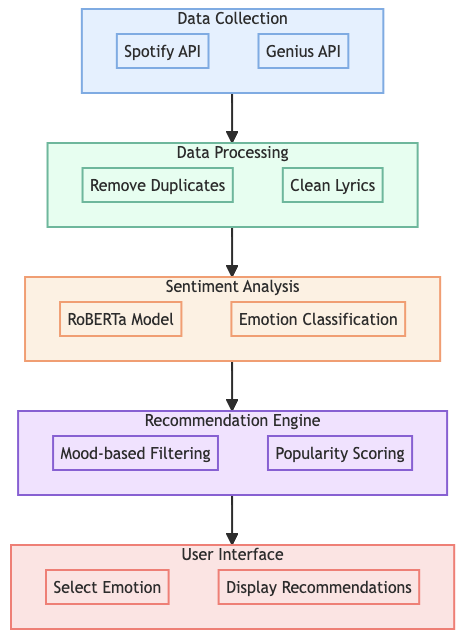 Data Collection
Spotify API
Genius API
Data Processing
Remove Duplicates
Clean Lyrics
Sentiment Analysis
RoBERTa Model
Emotion Classification
Recommendation Engine
Mood-based Filtering
Popularity Scoring
User Interface
Select Emotion
Display Recommendations